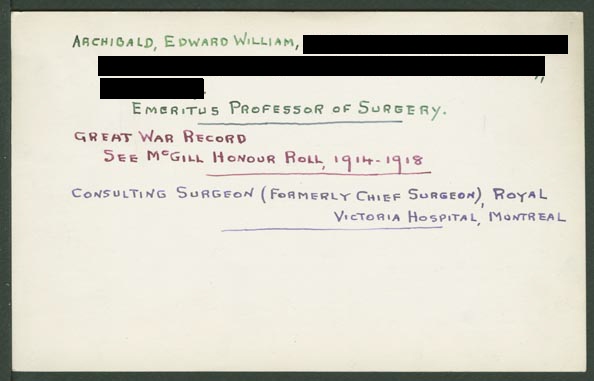 ARCHIBALD, EDWARD WILLIAM,
",
.
EMERITUS PROFESSOR OF SURGERY.
GREAT WAR RECORD
SEE McGILL HONOUR ROLL, 1914-1918
CONSULTING SURGEON (FORMERLY CHIEF SURGEON), ROYAL
VICTORIA HOSPITAL, MONTREAL